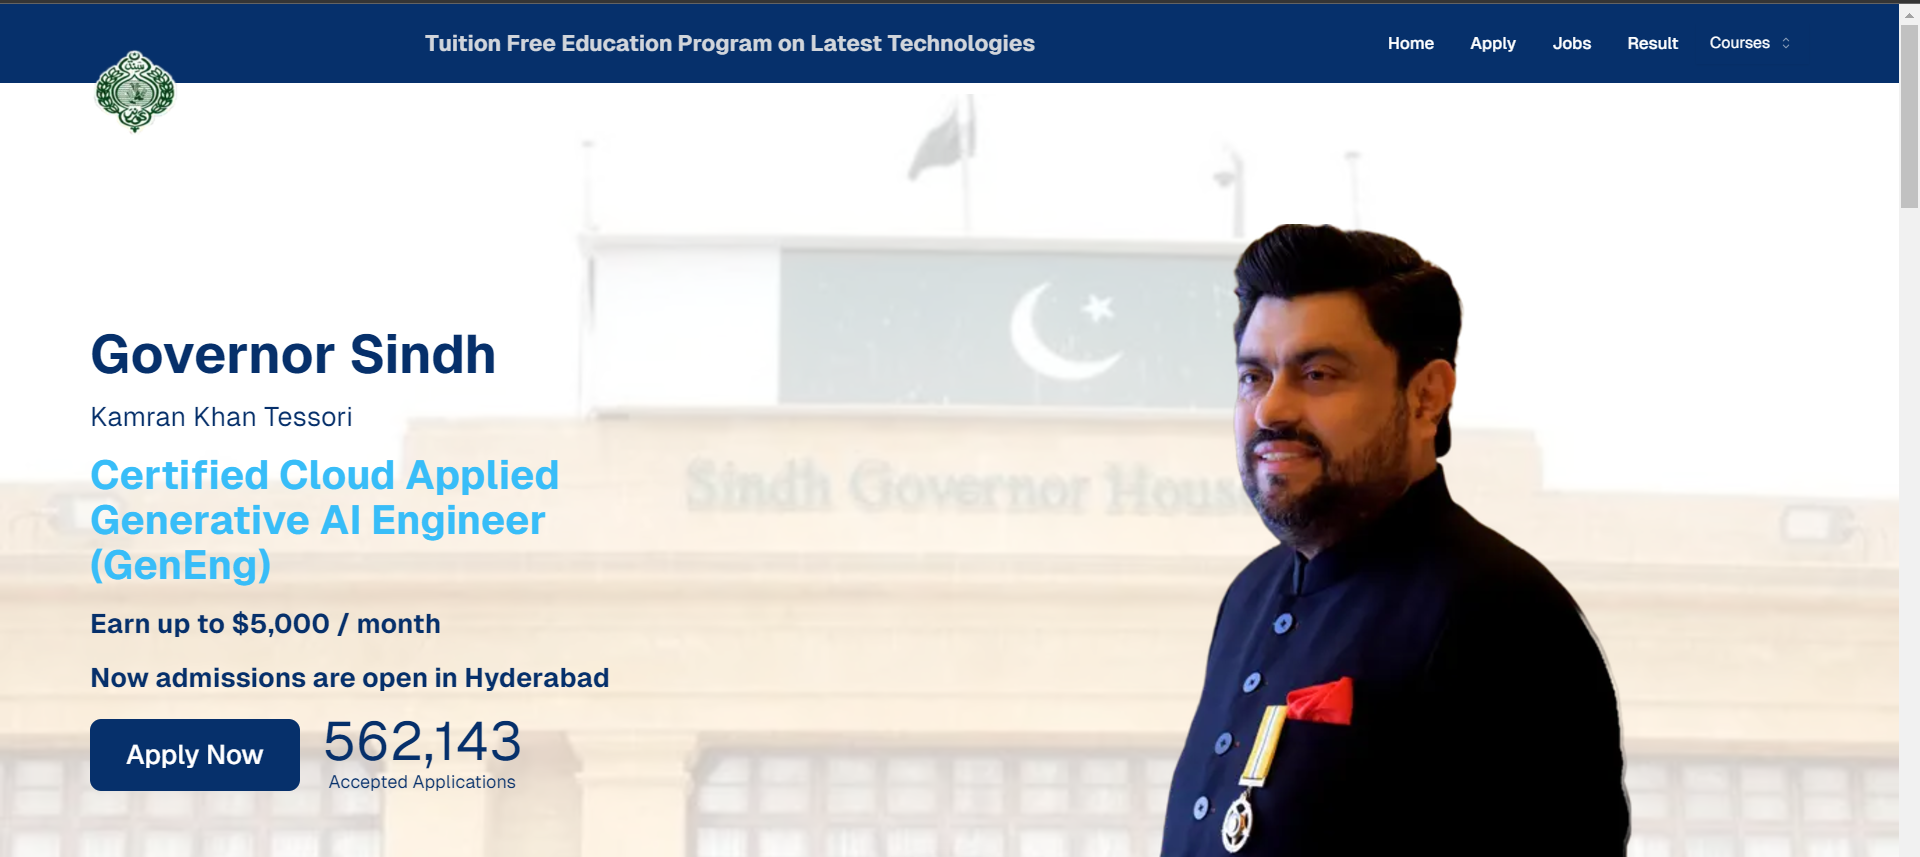 Tuition Free Education Program on Latest Technologies
Home Apply Jobs Result Courses
Governor Sindh
Kamran Khan Tessori
Certified Cloud Applied
Generative AI Engineer
(GenEng)
Earn up to $5,000 / month
Now admissions are open in Hyderabad
Apply Now
562,143
Accepted Applications
Sindh Governor Hous